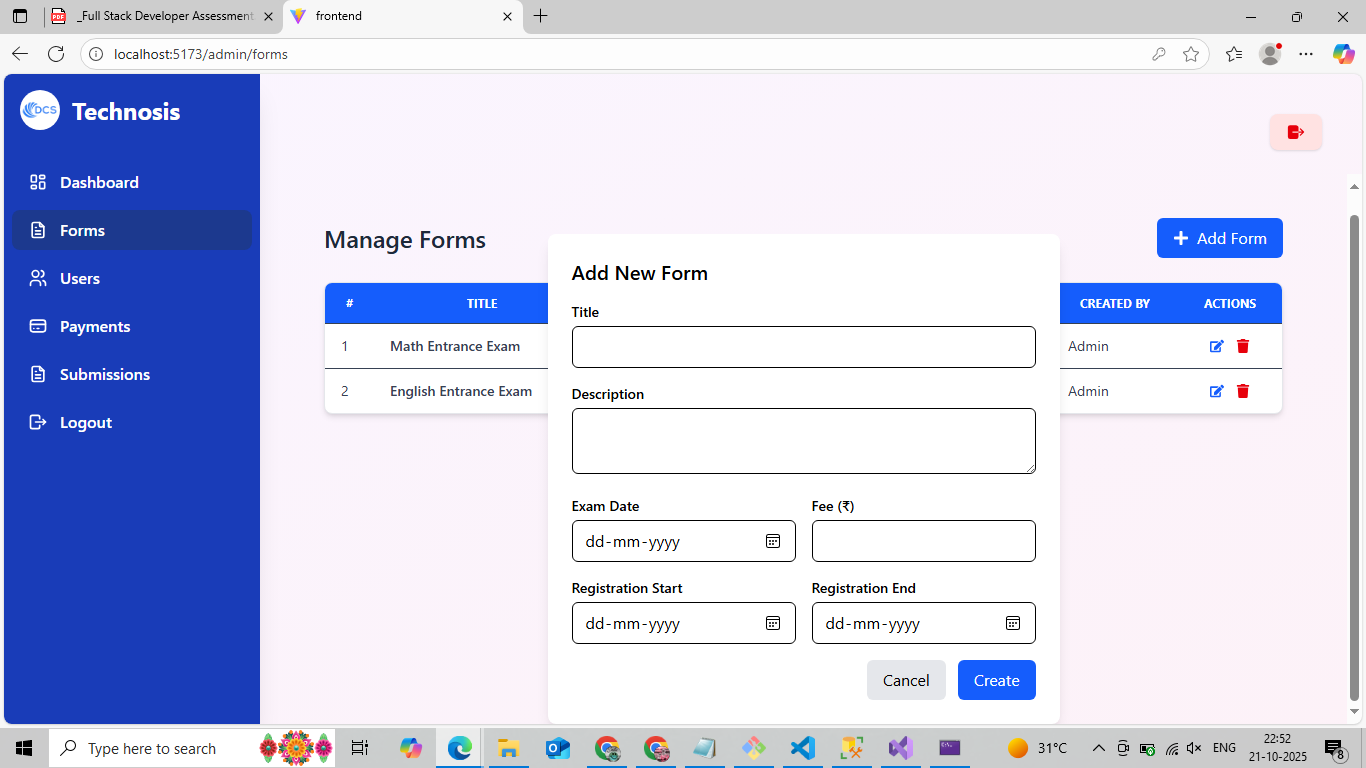 _Full Stack Developer Assessment
frontend
localhost:5173/admin/forms
DCS
Technosis
Dashboard
Forms
Users
Payments
Submissions
Logout
Manage Forms
Add Form
# TITLE CREATED BY ACTIONS
1 Math Entrance Exam Admin
2 English Entrance Exam Admin
Add New Form
Title
Description
Exam Date Fee (₹)
dd-mm-yyyy
Registration Start Registration End
dd-mm-yyyy dd-mm-yyyy
Cancel Create
Type here to search
31°C
ENG
22:52
21-10-2025
8